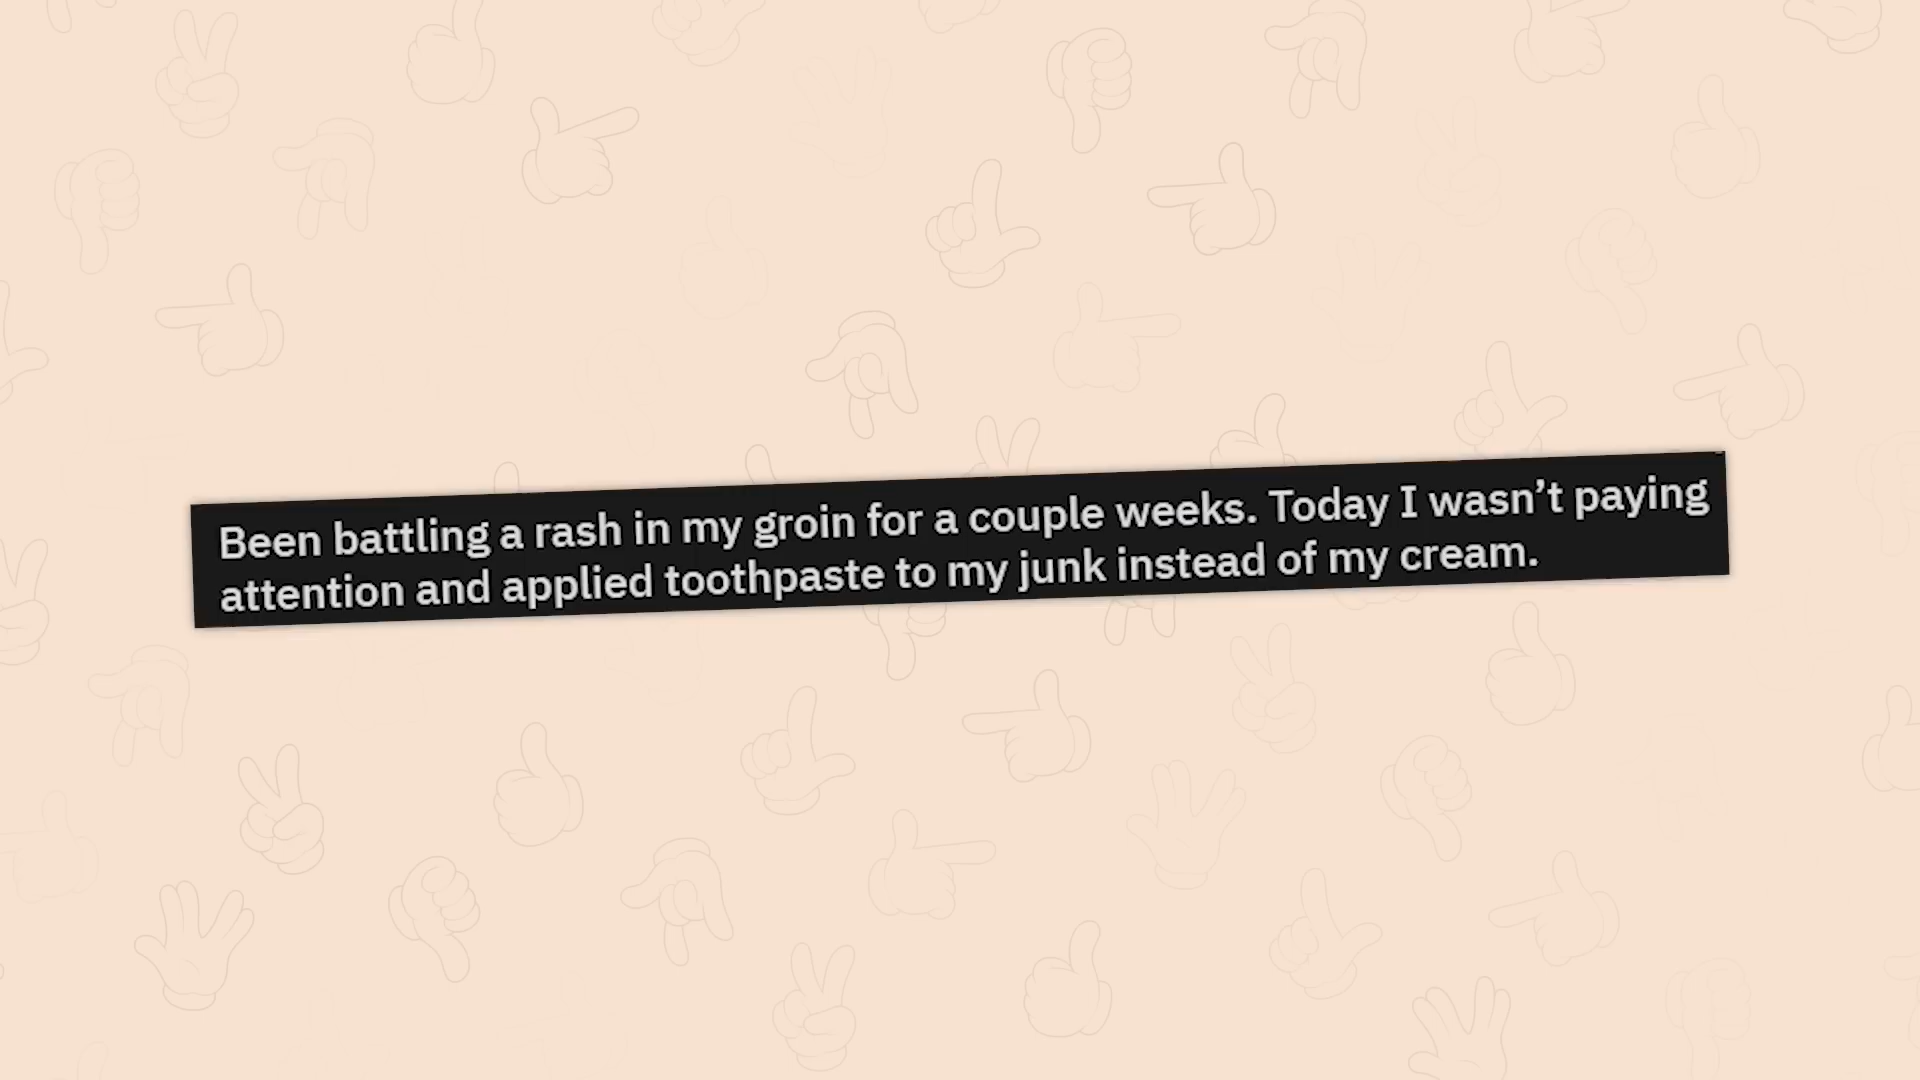 Been battling a rash in my groin for a couple weeks. Today I wasn’t paying
attention and applied toothpaste to my junk instead of my cream.